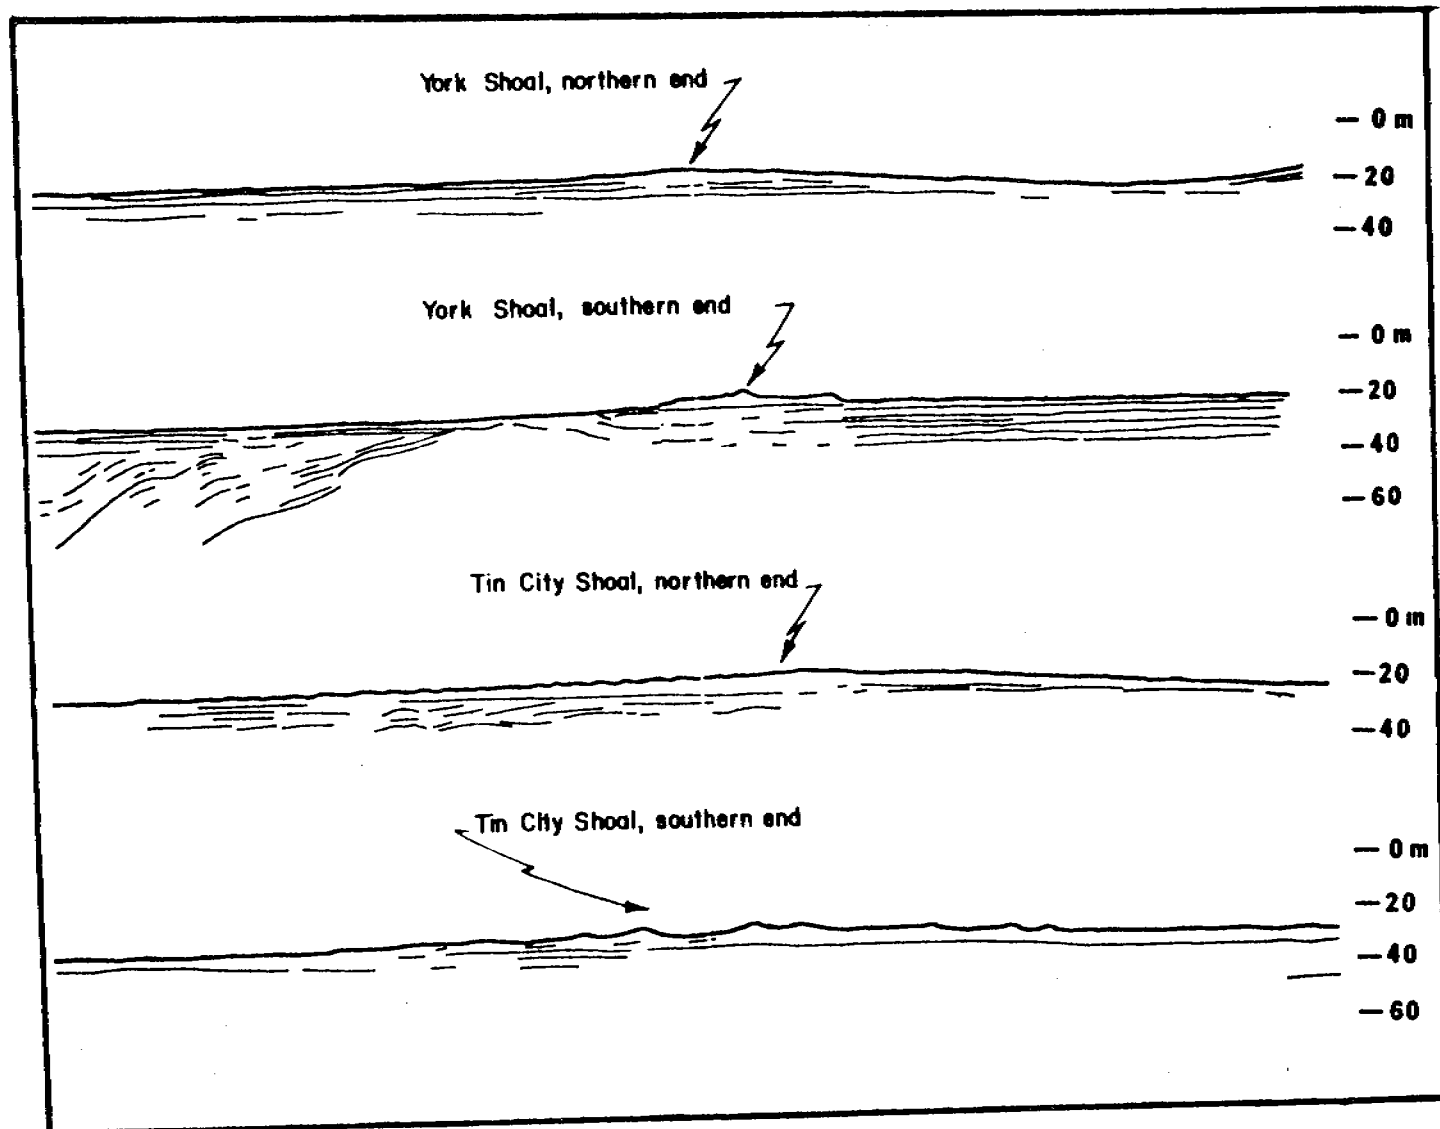 York Shoal, northern end
— 0 m
— 20
— 40
York Shoal, southern end
— 0 m
— 20
— 40
— 60
Tin City Shoal, northern end
— 0 m
— 20
— 40
Tin City Shoal, southern end
— 0 m
— 20
— 40
— 60